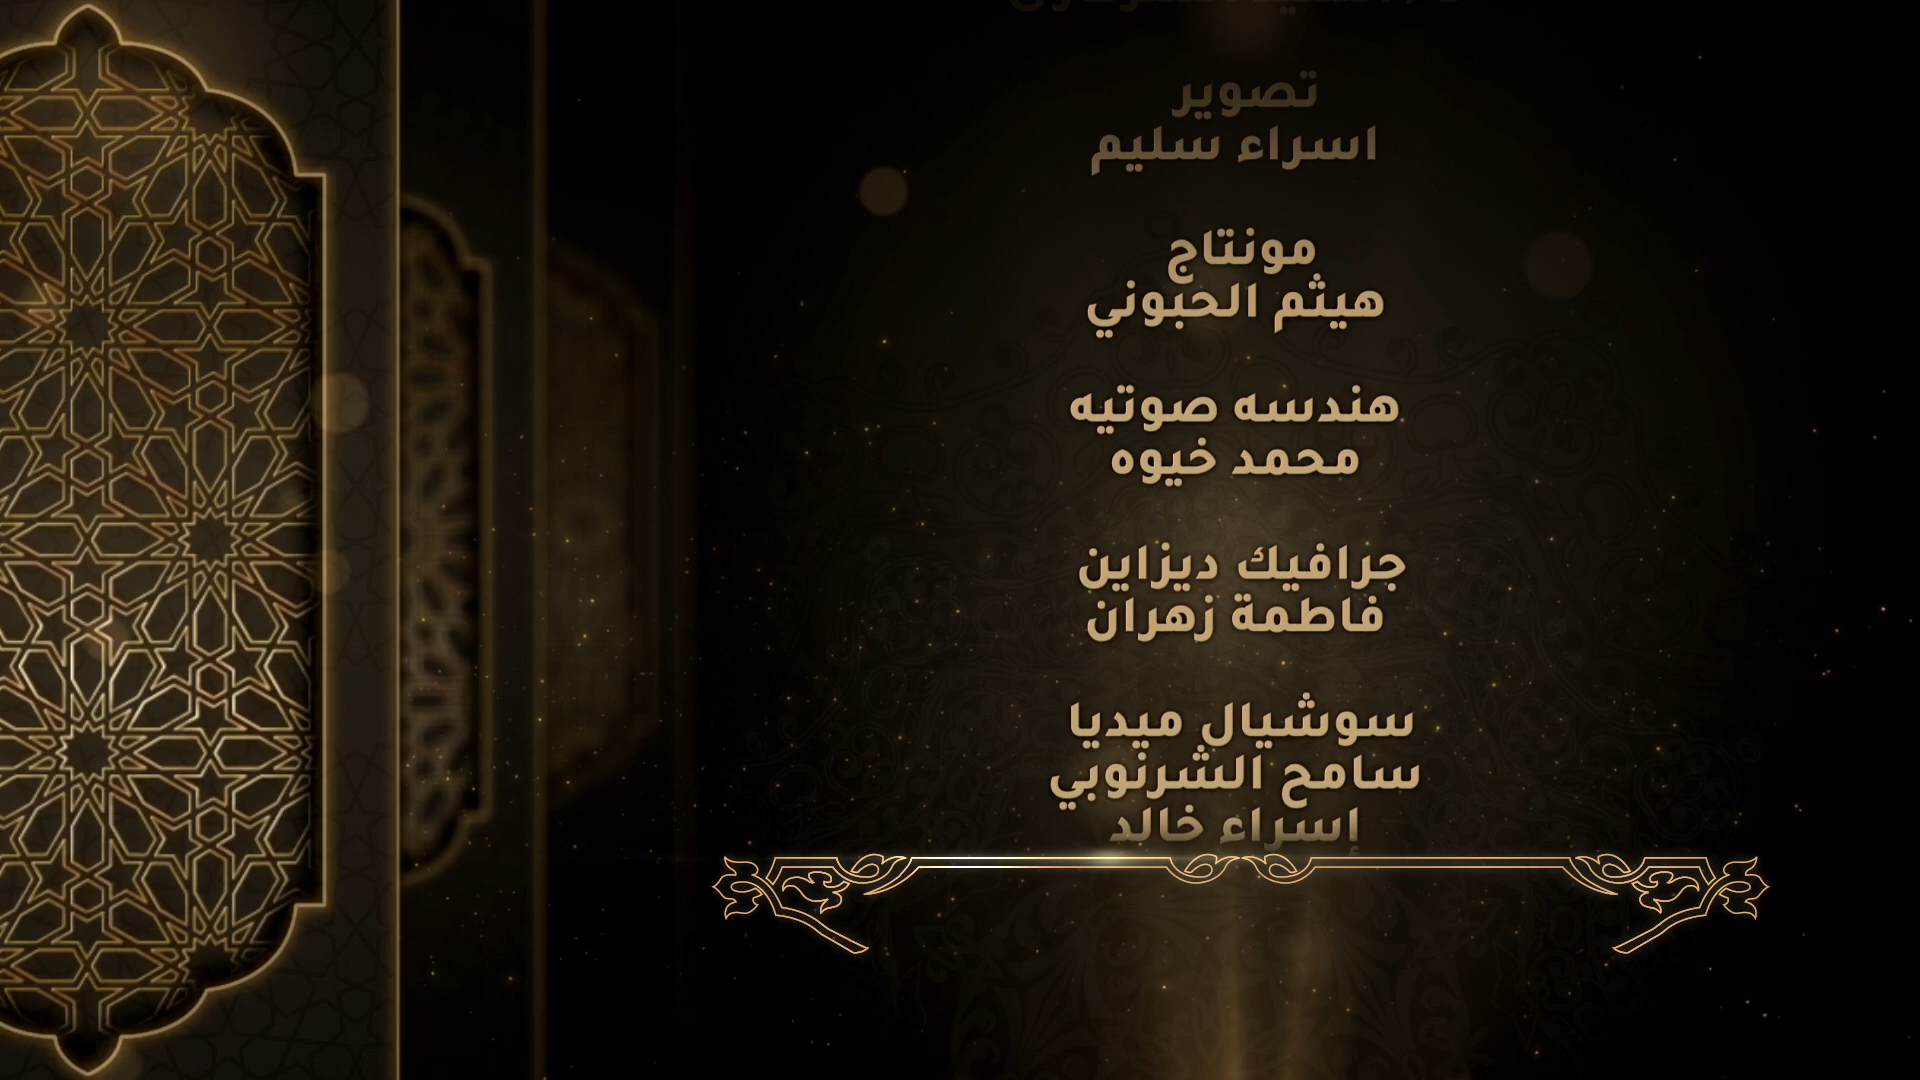 تصوير
اسراء سليم
مونتاج
هيثم الحبوني
هندسه صوتيه
محمد خيوه
جرافيك ديزاين
فاطمة زهران
سوشيال ميديا
سامح الشرنوبي
إسراء خالد